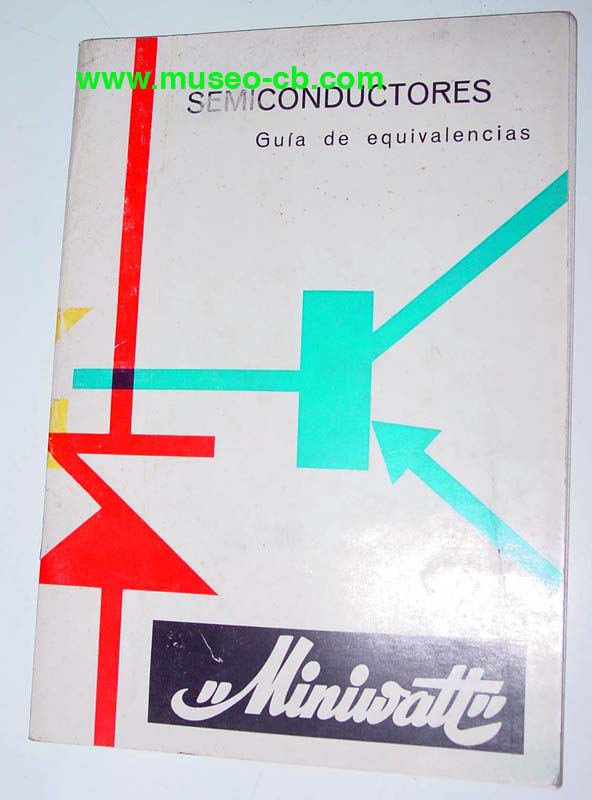 www.museo-cb.com
SEMICONDUCTORES
Guía de equivalencias
"Miniwatt"